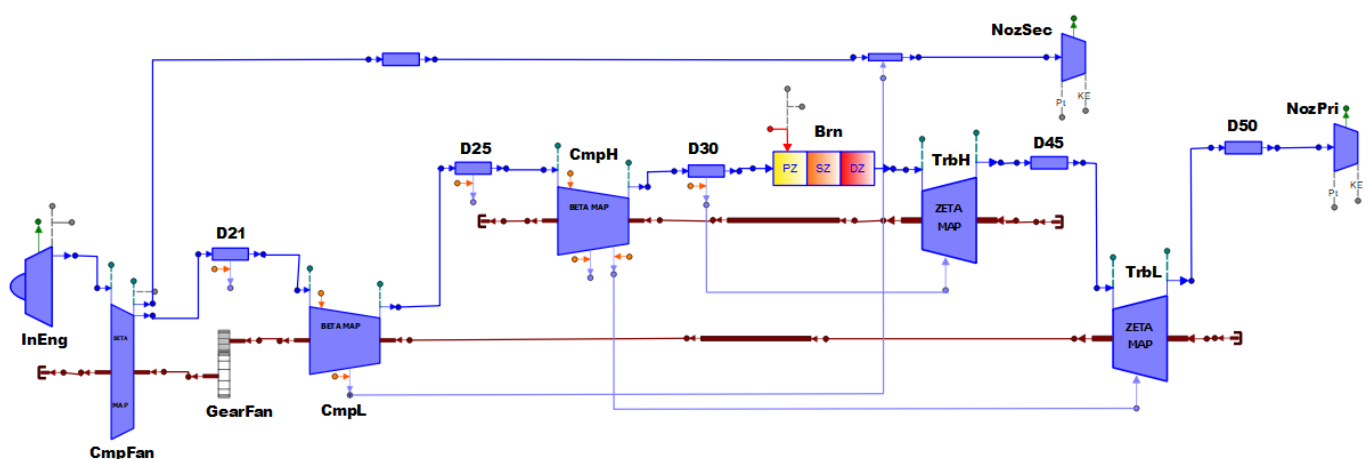 NozSec
Pt
KE
NozPri
Pt
KE
D25
CmpH
BETA MAP
D30
Brn
PZ
SZ
DZ
TrbH
ZETA
MAP
D45
D50
D21
InEng
BETA
MAP
CmpFan
GearFan
BETA MAP
CmpL
TrbL
ZETA
MAP